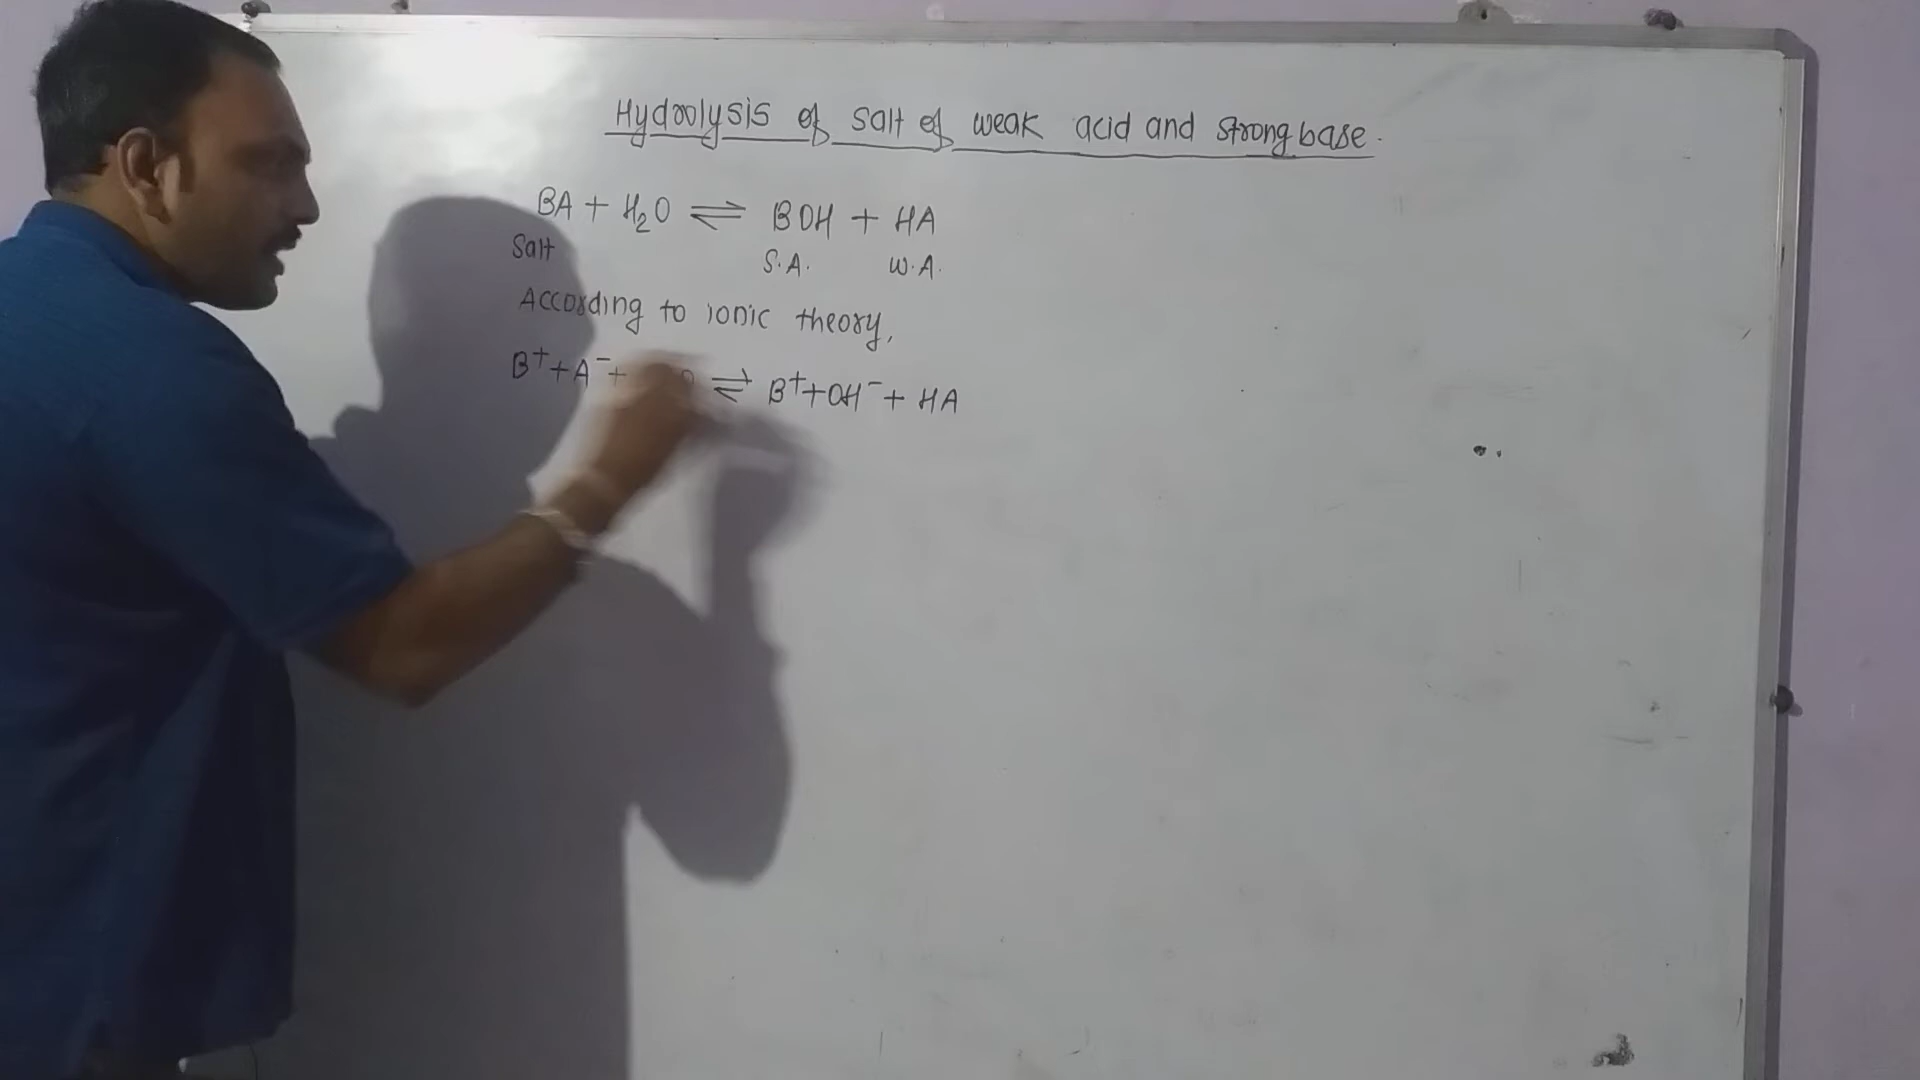 Hydrolysis of salt of weak acid and strong base.
BA + H₂O ⇌ BOH + HA
Salt S.A. W.A.
According to ionic theory,
B⁺+A⁻+ O ⇌ B⁺+OH⁻+ HA